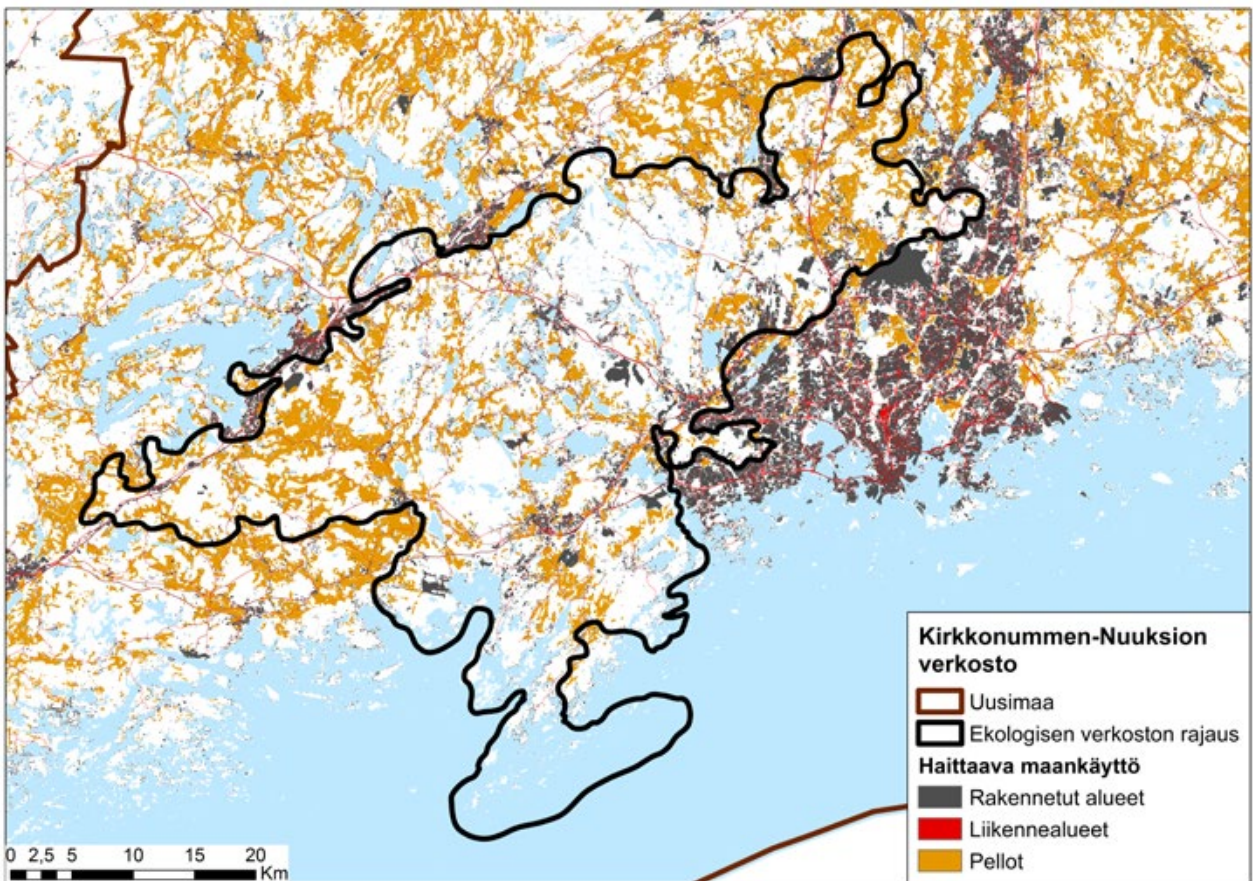 Kirkkonummen-Nuuksion
verkosto
Uusimaa
Ekologisen verkoston rajaus
Haittaava maankäyttö
Rakennetut alueet
Liikennealueet
Pellot
0 2,5 5 10 15 20
Km